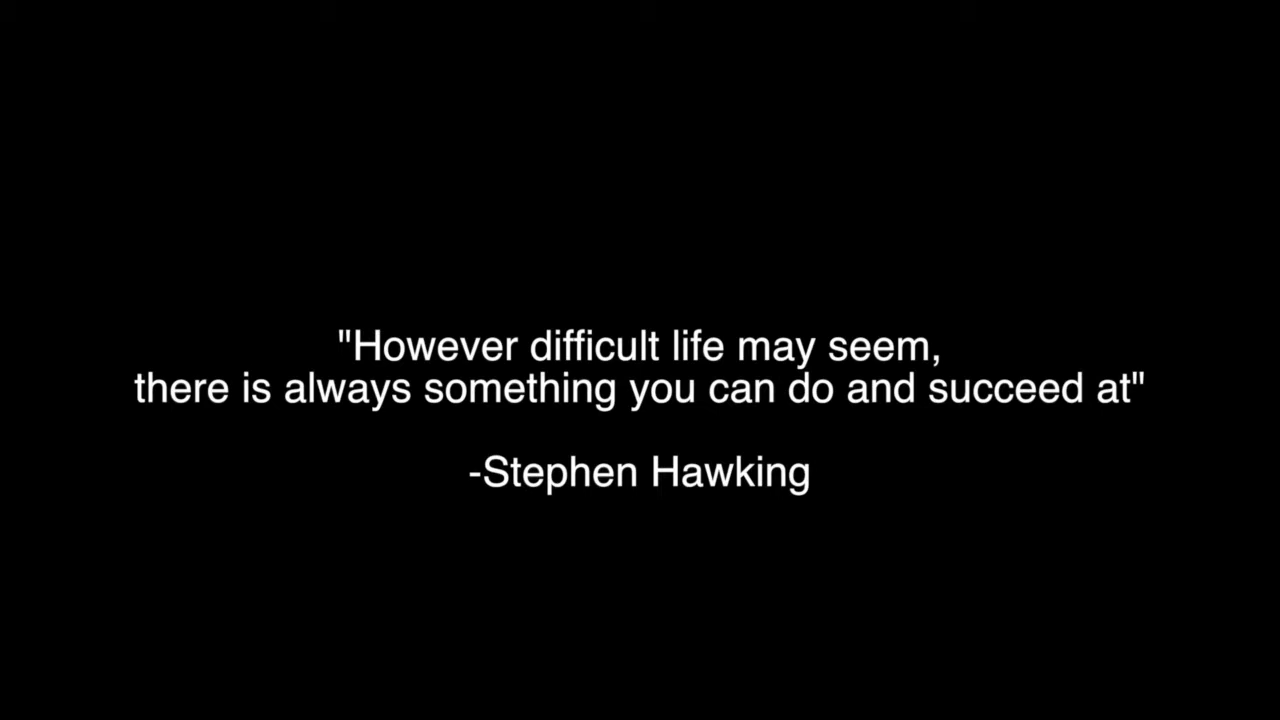 "However difficult life may seem,
there is always something you can do and succeed at"
-Stephen Hawking